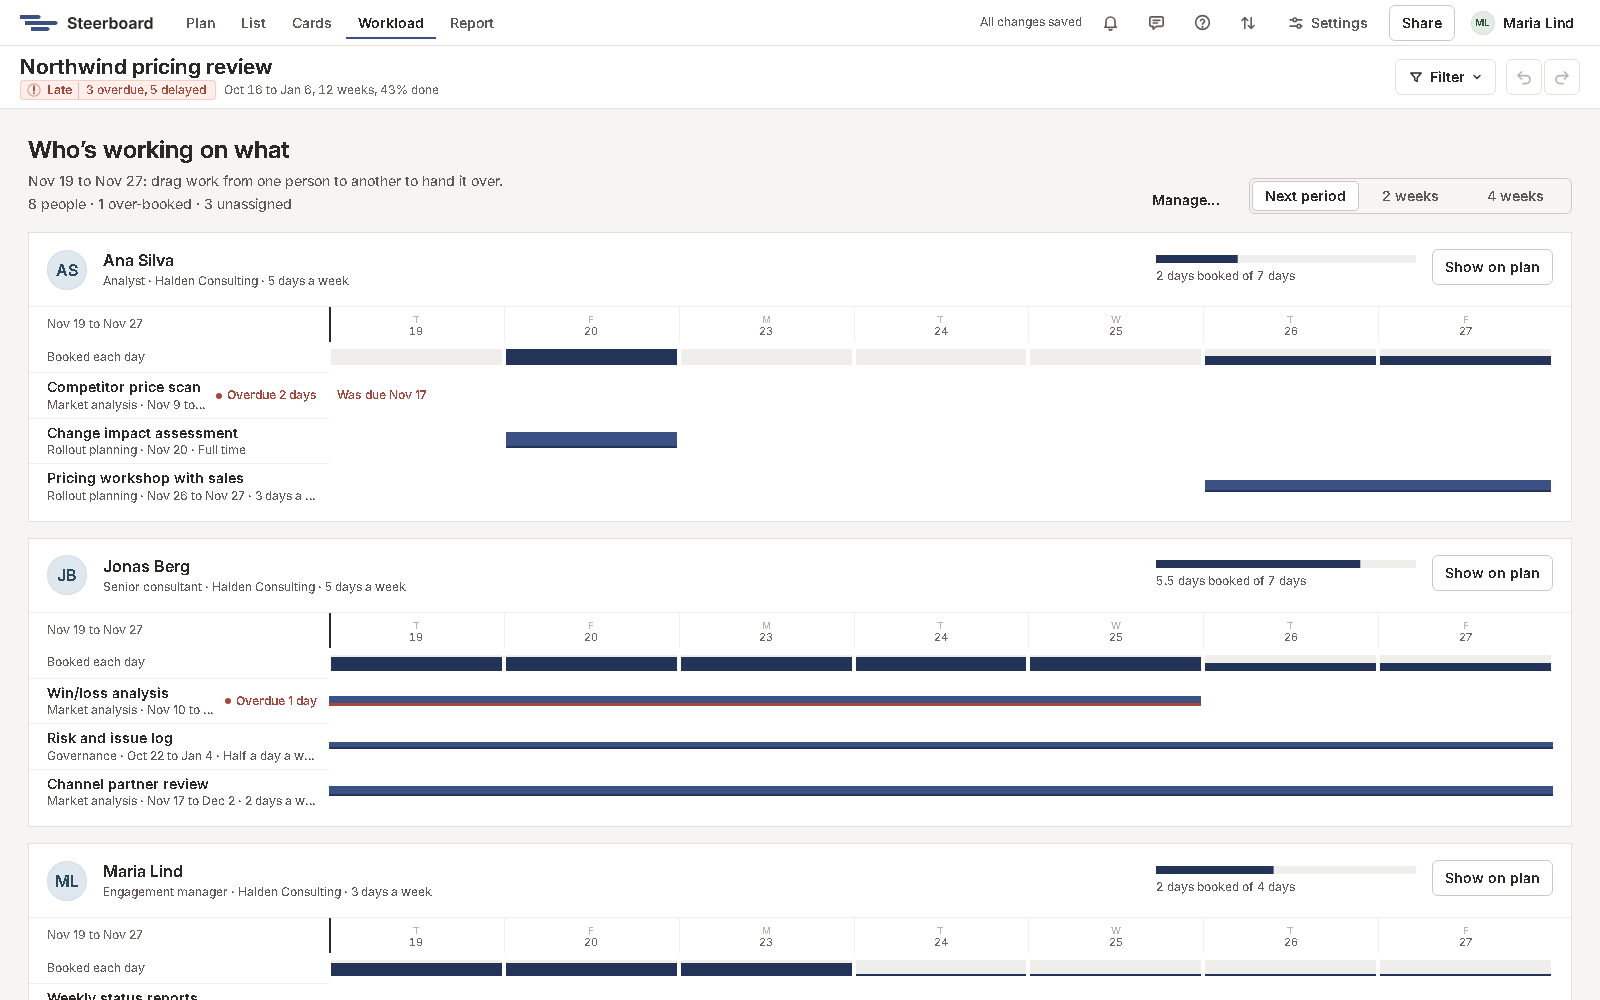 Steerboard
Plan
List
Cards
Workload
Report
All changes saved
Settings
Share
ML
Maria Lind
Northwind pricing review
Late
3 overdue, 5 delayed
Oct 16 to Jan 6, 12 weeks, 43% done
Filter
Who's working on what
Nov 19 to Nov 27: drag work from one person to another to hand it over.
8 people · 1 over-booked · 3 unassigned
Manage...
Next period
2 weeks
4 weeks
AS
Ana Silva
Analyst · Halden Consulting · 5 days a week
2 days booked of 7 days
Show on plan
Nov 19 to Nov 27
T 19
F 20
M 23
T 24
W 25
T 26
F 27
Booked each day
Competitor price scan
Market analysis · Nov 9 to...
Overdue 2 days
Was due Nov 17
Change impact assessment
Rollout planning · Nov 20 · Full time
Pricing workshop with sales
Rollout planning · Nov 26 to Nov 27 · 3 days a ...
JB
Jonas Berg
Senior consultant · Halden Consulting · 5 days a week
5.5 days booked of 7 days
Show on plan
Nov 19 to Nov 27
T 19
F 20
M 23
T 24
W 25
T 26
F 27
Booked each day
Win/loss analysis
Market analysis · Nov 10 to ...
Overdue 1 day
Risk and issue log
Governance · Oct 22 to Jan 4 · Half a day a w...
Channel partner review
Market analysis · Nov 17 to Dec 2 · 2 days a w...
ML
Maria Lind
Engagement manager · Halden Consulting · 3 days a week
2 days booked of 4 days
Show on plan
Nov 19 to Nov 27
T 19
F 20
M 23
T 24
W 25
T 26
F 27
Booked each day
Weekly status reports